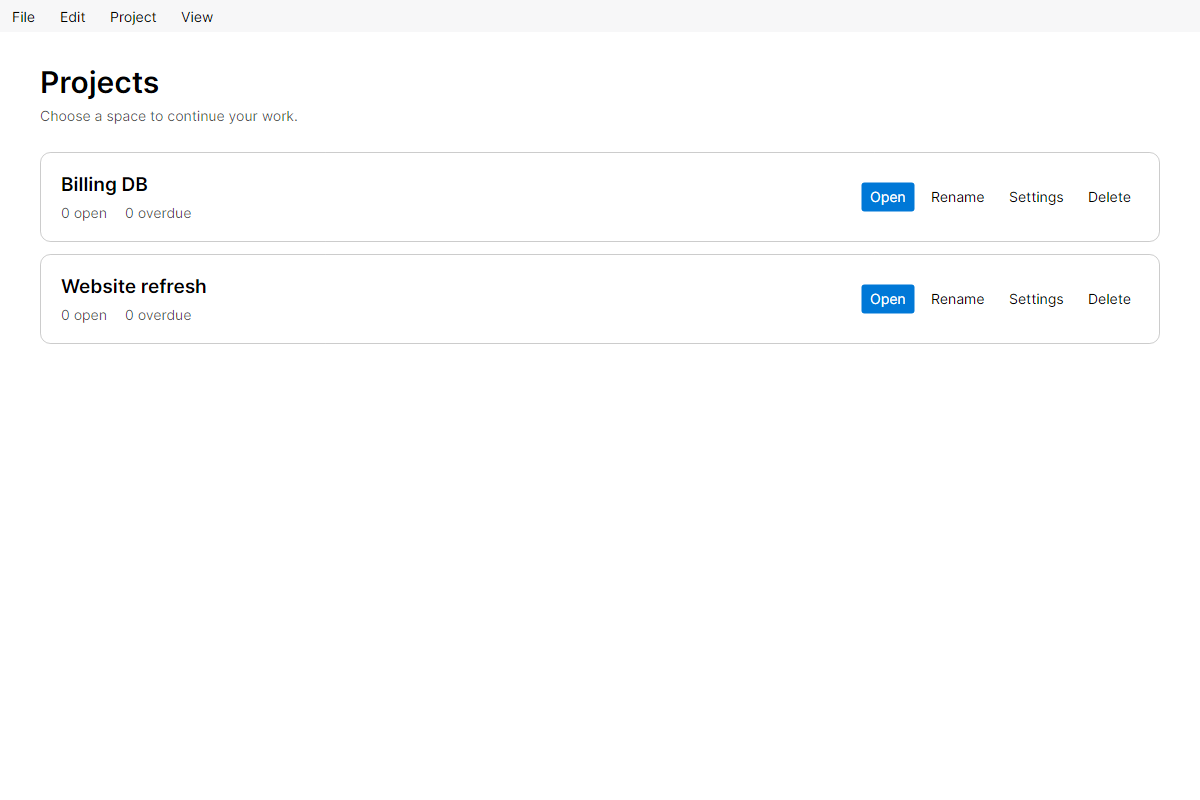 File Edit Project View
Projects
Choose a space to continue your work.
Billing DB
0 open 0 overdue
Open Rename Settings Delete
Website refresh
0 open 0 overdue
Open Rename Settings Delete